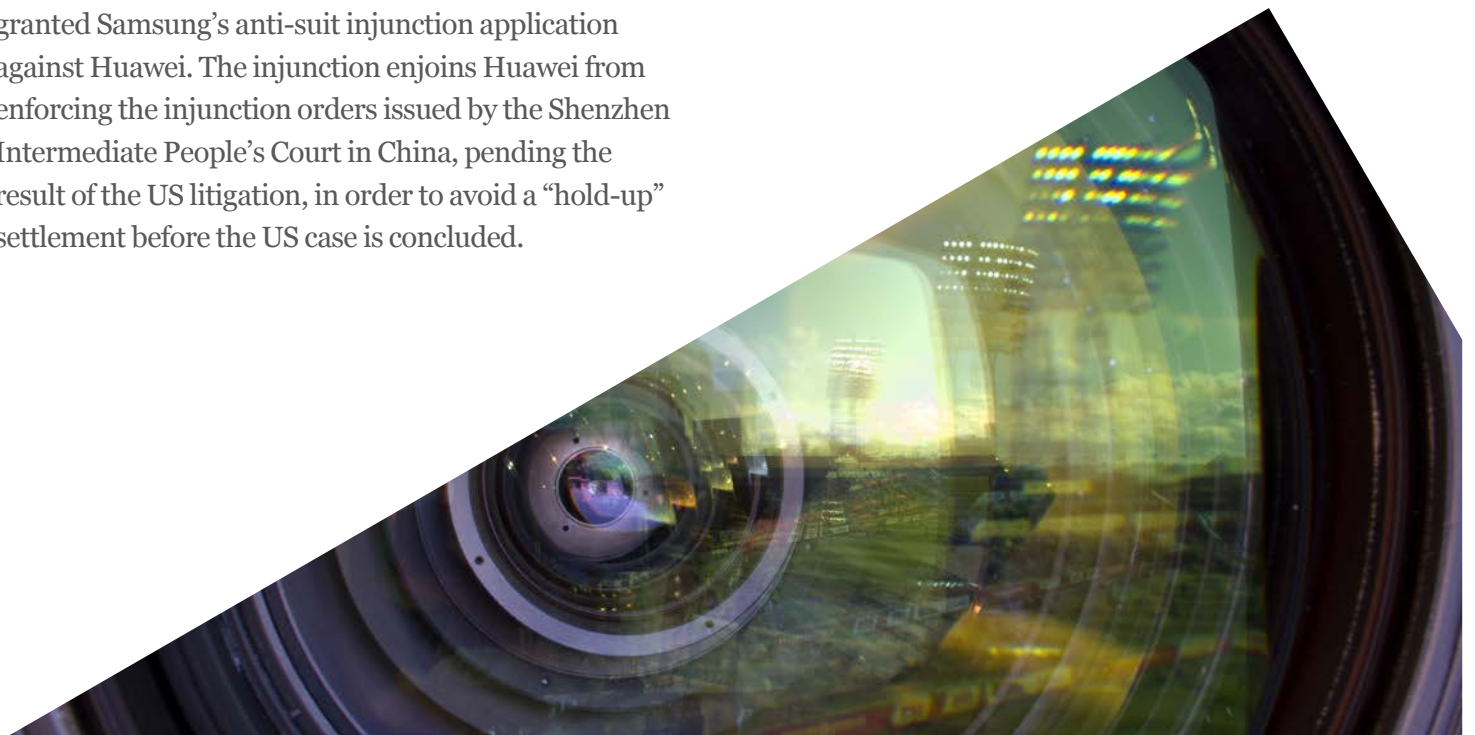 granted Samsung’s anti-suit injunction application
against Huawei. The injunction enjoins Huawei from
enforcing the injunction orders issued by the Shenzhen
Intermediate People’s Court in China, pending the
result of the US litigation, in order to avoid a “hold-up”
settlement before the US case is concluded.